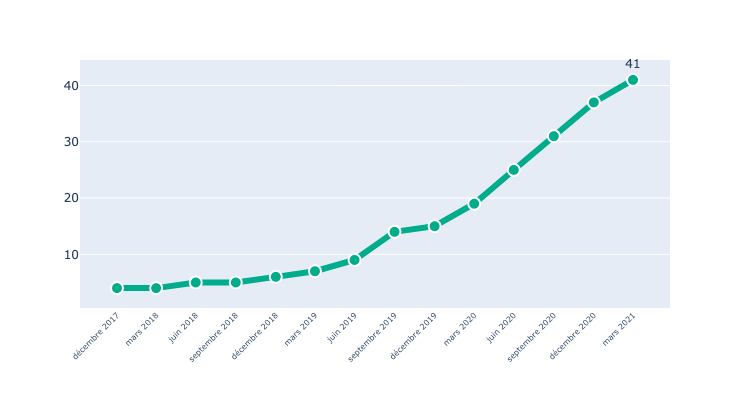 41
40
30
20
10
décembre 2017
mars 2018
juin 2018
septembre 2018
décembre 2018
mars 2019
juin 2019
septembre 2019
décembre 2019
mars 2020
juin 2020
septembre 2020
décembre 2020
mars 2021